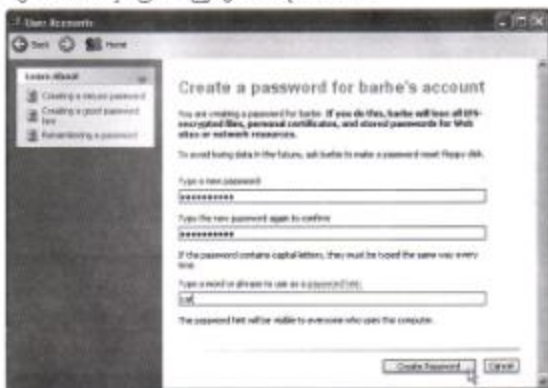 User Accounts
Back Home
Learn About
Creating a secure password
Creating a good password
hint
Remembering a password
Create a password for barbe's account
You are creating a password for barbe. If you do this, barbe will lose all EFS-
encrypted files, personal certificates, and stored passwords for Web
sites or network resources.
To avoid losing data in the future, ask barbe to make a password reset floppy disk.
Type a new password:
Type the new password again to confirm:
If the password contains capital letters, they must be typed the same way every
time.
Type a word or phrase to use as a password hint:
cat
The password hint will be visible to everyone who uses this computer.
Create Password Cancel